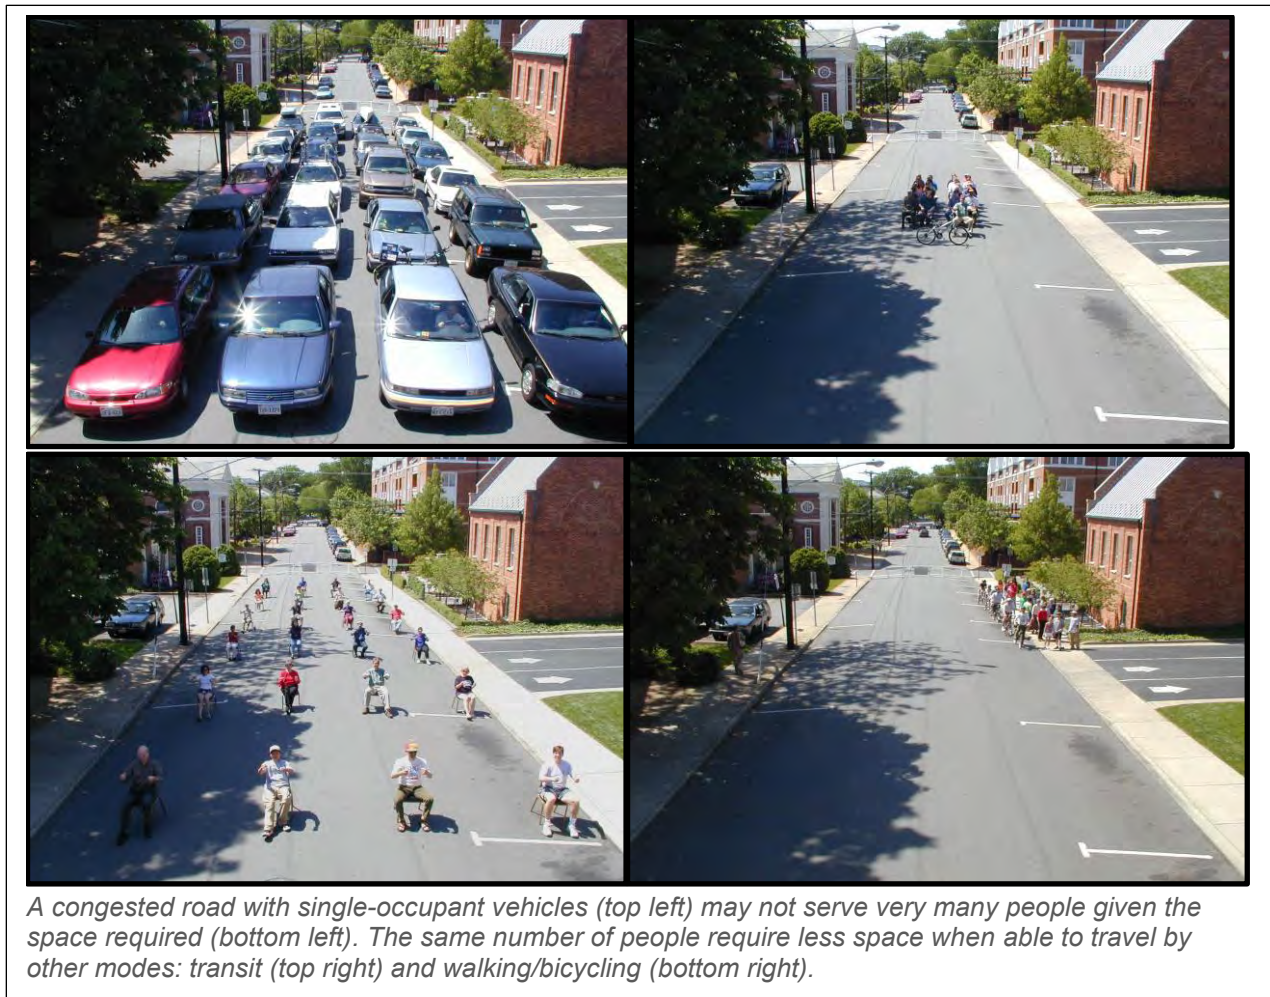 A congested road with single-occupant vehicles (top left) may not serve very many people given the
space required (bottom left). The same number of people require less space when able to travel by
other modes: transit (top right) and walking/bicycling (bottom right).